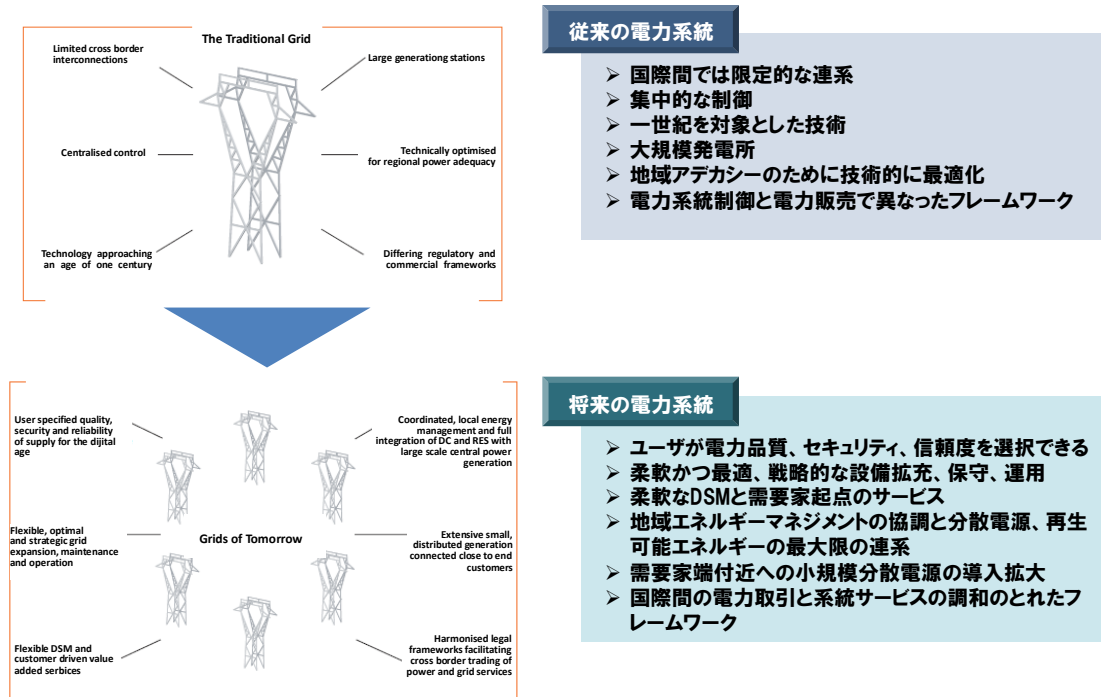 The Traditional Grid
Limited cross border
interconnections
Large generationg stations
Centralised control
Technically optimised
for regional power adequacy
Technology approaching
an age of one century
Differing regulatory and
commercial frameworks
従来の電力系統
➢ 国際間では限定的な連系
➢ 集中的な制御
➢ 一世紀を対象とした技術
➢ 大規模発電所
➢ 地域アデカシーのために技術的に最適化
➢ 電力系統制御と電力販売で異なったフレームワーク
User specified quality,
security and reliability
of supply for the dijital
age
Coordinated, local energy
management and full
integration of DC and RES with
large scale central power
generation
Flexible, optimal
and strategic grid
expansion, maintenance
and operation
Grids of Tomorrow
Extensive small,
distributed generation
connected close to end
customers
Flexible DSM and
customer driven value
added serbices
Harmonised legal
frameworks facilitating
cross border trading of
power and grid services
将来の電力系統
➢ ユーザが電力品質、セキュリティ、信頼度を選択できる
➢ 柔軟かつ最適、戦略的な設備拡充、保守、運用
➢ 柔軟なDSMと需要家起点のサービス
➢ 地域エネルギーマネジメントの協調と分散電源、再生
可能エネルギーの最大限の連系
➢ 需要家端付近への小規模分散電源の導入拡大
➢ 国際間の電力取引と系統サービスの調和のとれたフ
レームワーク